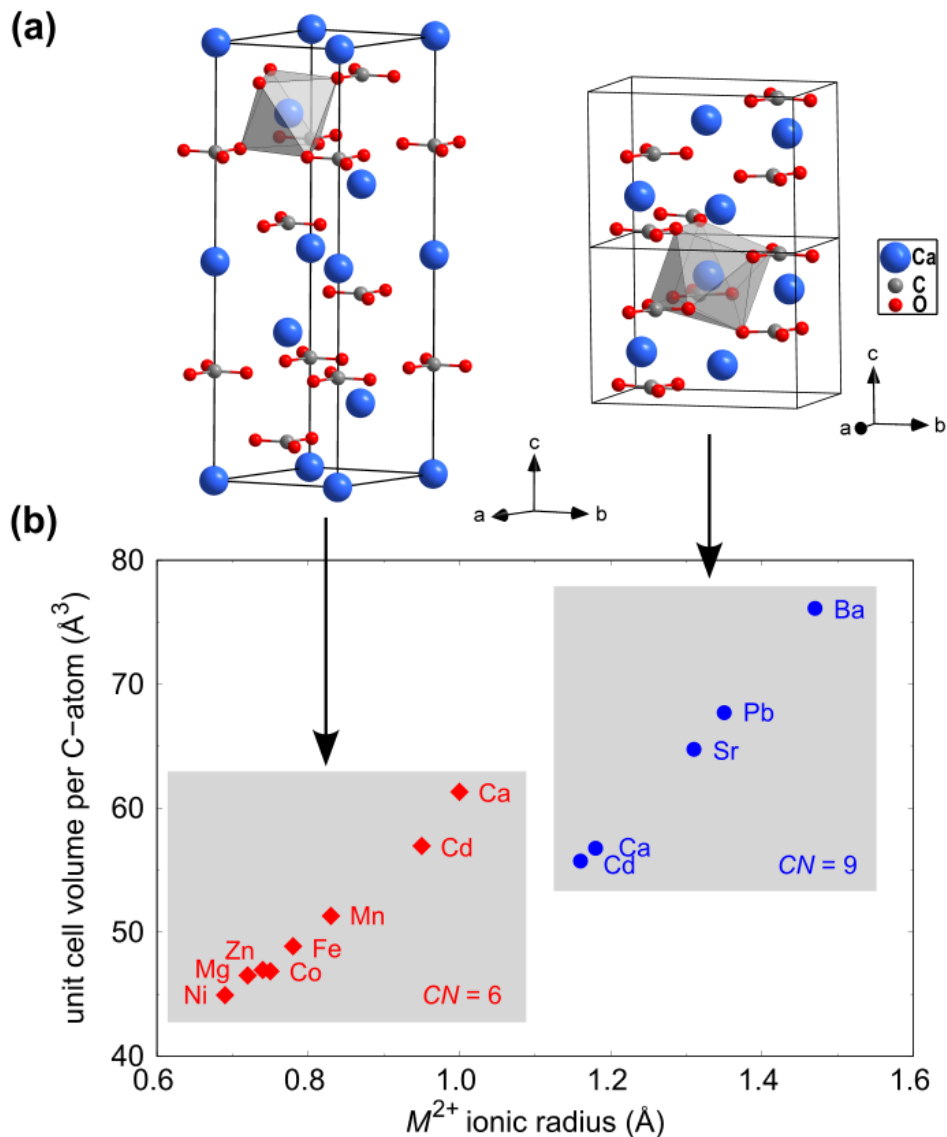 (a)
Ca
C
O
c
a
b
c
a
b
(b)
80
70
60
50
40
unit cell volume per C−atom (Å³)
Ba
Pb
Sr
Ca
Cd
CN = 9
Ca
Cd
Mn
Zn
Fe
Mg
Co
Ni
CN = 6
0.6
0.8
1.0
1.2
1.4
1.6
M²⁺ ionic radius (Å)